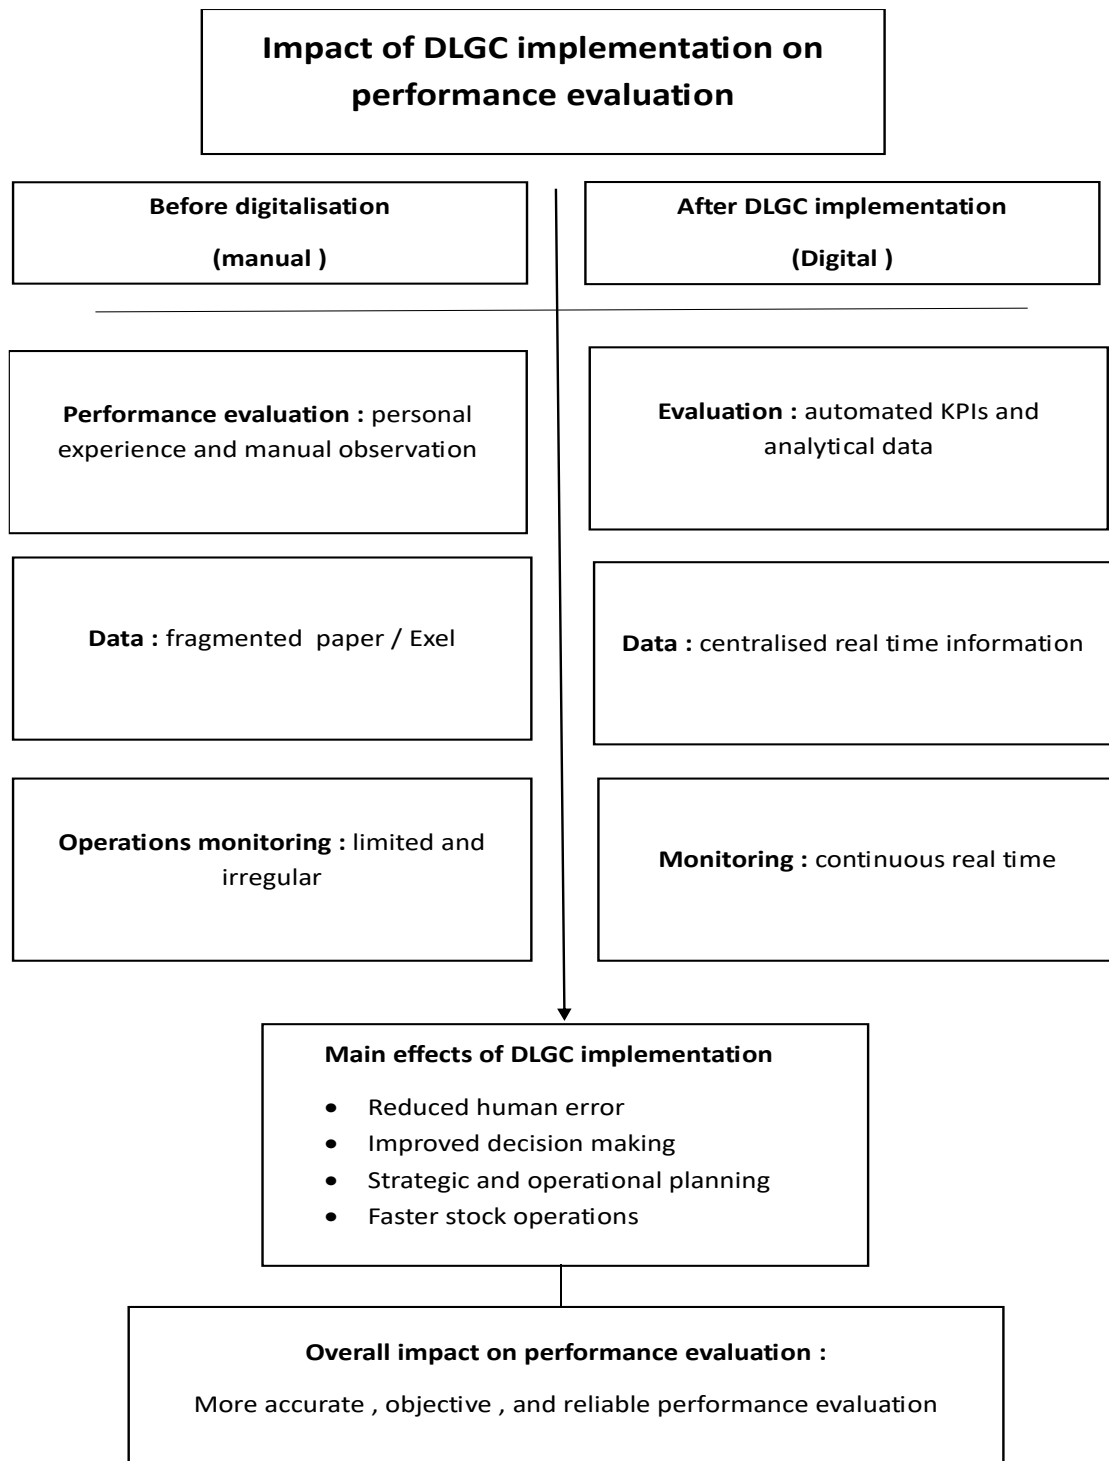 Impact of DLGC implementation on
performance evaluation
Before digitalisation
(manual )
After DLGC implementation
(Digital )
Performance evaluation : personal
experience and manual observation
Evaluation : automated KPIs and
analytical data
Data : fragmented  paper / Exel
Data : centralised real time information
Operations monitoring : limited and
irregular
Monitoring : continuous real time
Main effects of DLGC implementation
• Reduced human error
• Improved decision making
• Strategic and operational planning
• Faster stock operations
Overall impact on performance evaluation :
More accurate , objective , and reliable performance evaluation